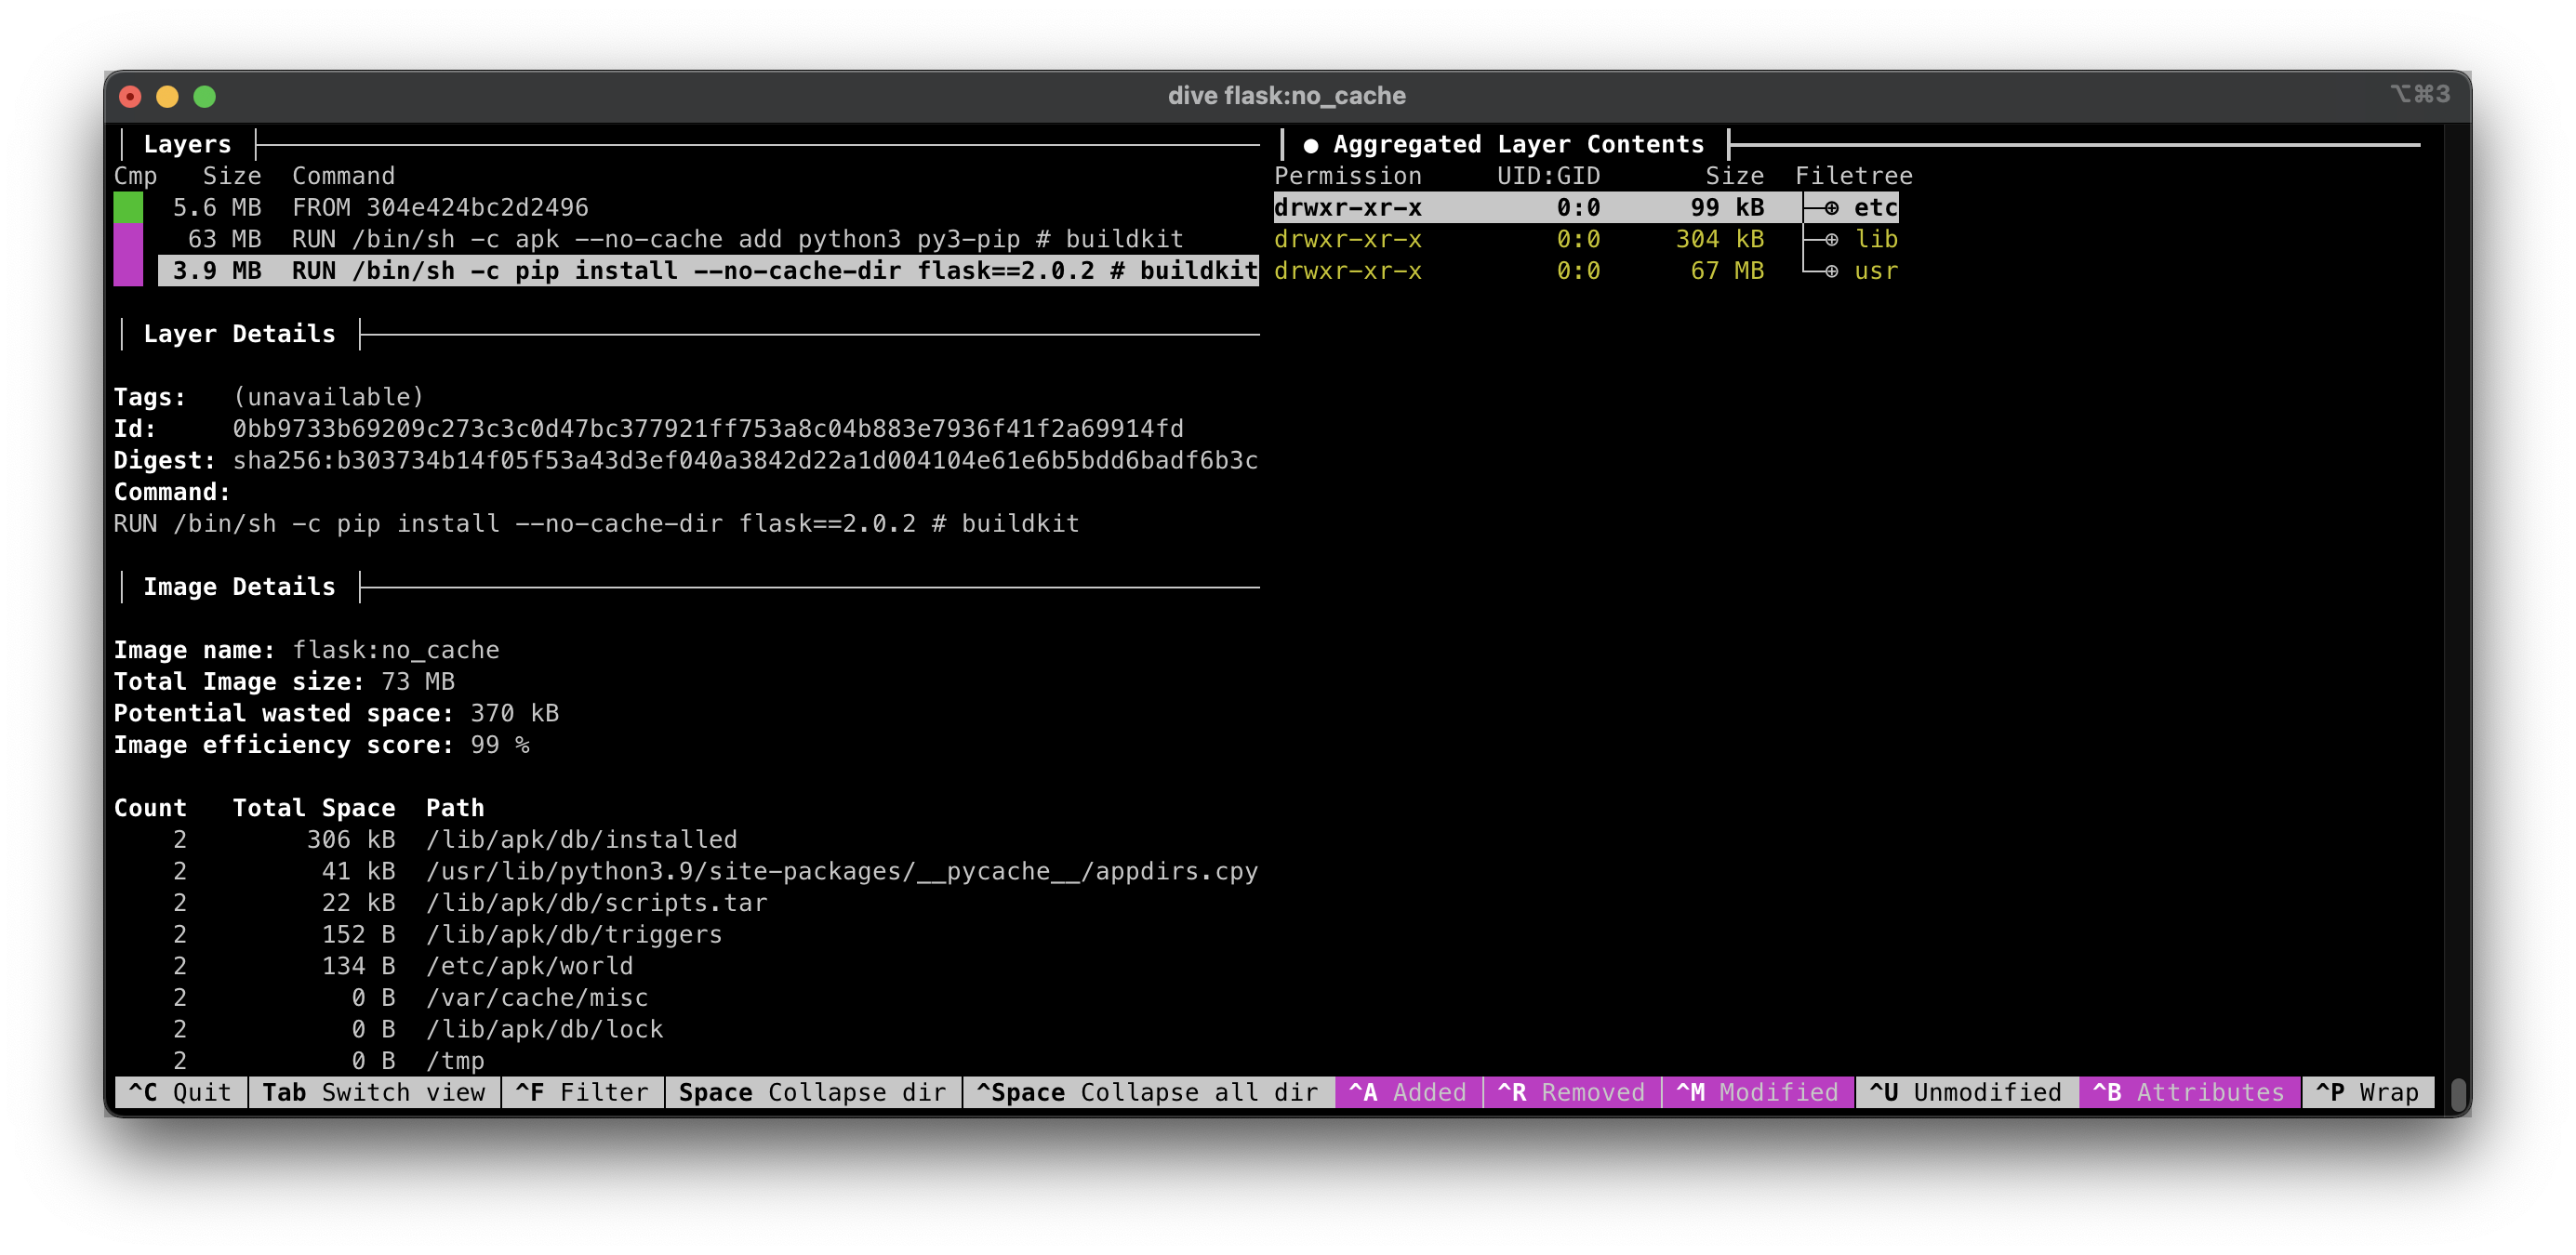 dive flask:no_cache
⌥⌘3
Layers
Cmp Size Command
5.6 MB FROM 304e424bc2d2496
63 MB RUN /bin/sh -c apk --no-cache add python3 py3-pip # buildkit
3.9 MB RUN /bin/sh -c pip install --no-cache-dir flask==2.0.2 # buildkit
Layer Details
Tags: (unavailable)
Id: 0bb9733b69209c273c3c0d47bc377921ff753a8c04b883e7936f41f2a69914fd
Digest: sha256:b303734b14f05f53a43d3ef040a3842d22a1d004104e61e6b5bdd6badf6b3c
Command:
RUN /bin/sh -c pip install --no-cache-dir flask==2.0.2 # buildkit
Image Details
Image name: flask:no_cache
Total Image size: 73 MB
Potential wasted space: 370 kB
Image efficiency score: 99 %
Count Total Space Path
2 306 kB /lib/apk/db/installed
2 41 kB /usr/lib/python3.9/site-packages/__pycache__/appdirs.cpy
2 22 kB /lib/apk/db/scripts.tar
2 152 B /lib/apk/db/triggers
2 134 B /etc/apk/world
2 0 B /var/cache/misc
2 0 B /lib/apk/db/lock
2 0 B /tmp
● Aggregated Layer Contents
Permission UID:GID Size Filetree
drwxr-xr-x 0:0 99 kB ├─⊕ etc
drwxr-xr-x 0:0 304 kB ├─⊕ lib
drwxr-xr-x 0:0 67 MB └─⊕ usr
^C Quit Tab Switch view ^F Filter Space Collapse dir ^Space Collapse all dir ^A Added ^R Removed ^M Modified ^U Unmodified ^B Attributes ^P Wrap